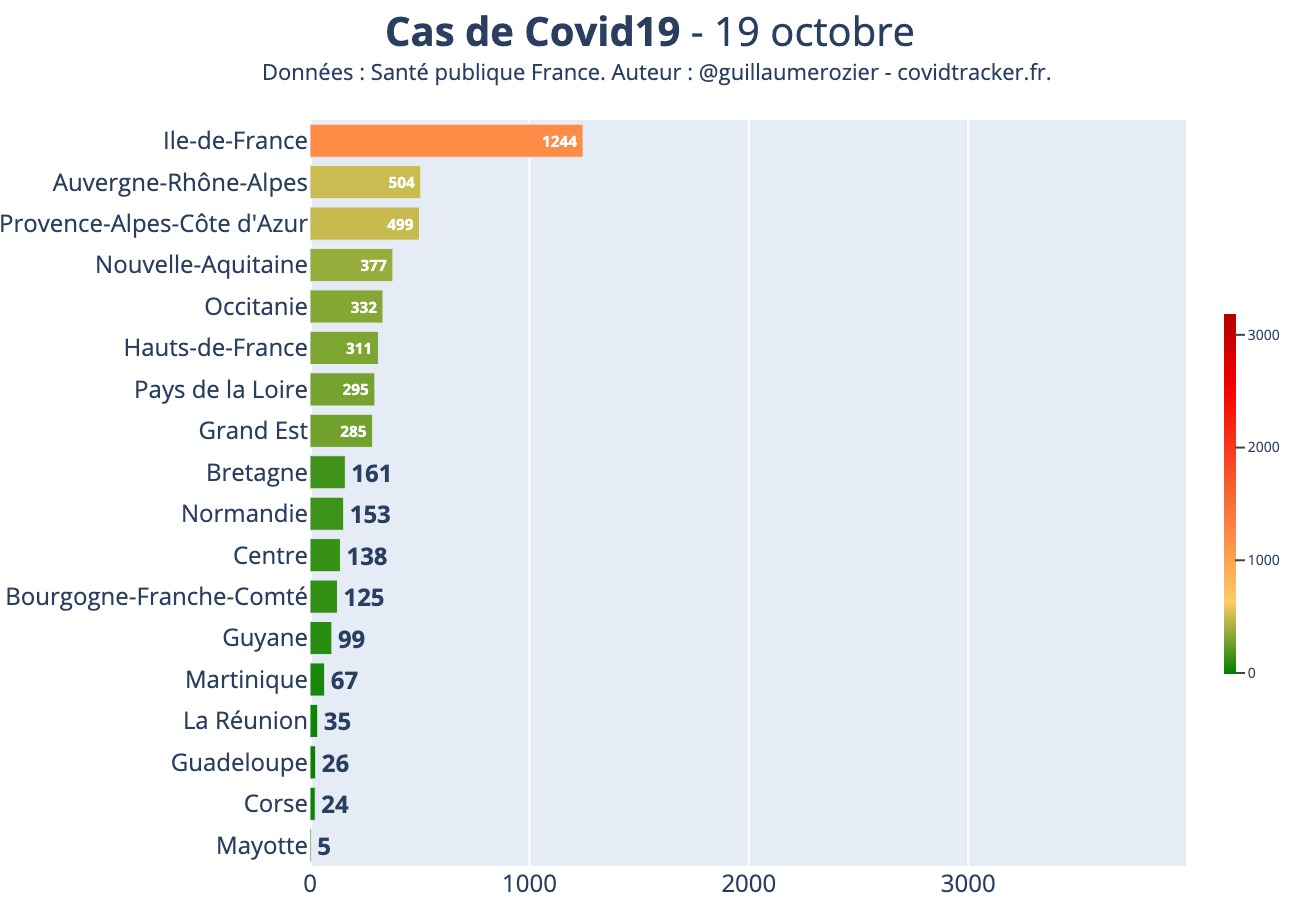 Cas de Covid19 - 19 octobre
Données : Santé publique France. Auteur : @guillaumerozier - covidtracker.fr.
Ile-de-France 1244
Auvergne-Rhône-Alpes 504
Provence-Alpes-Côte d'Azur 499
Nouvelle-Aquitaine 377
Occitanie 332
Hauts-de-France 311
Pays de la Loire 295
Grand Est 285
Bretagne 161
Normandie 153
Centre 138
Bourgogne-Franche-Comté 125
Guyane 99
Martinique 67
La Réunion 35
Guadeloupe 26
Corse 24
Mayotte 5
0 1000 2000 3000
3000
2000
1000
0